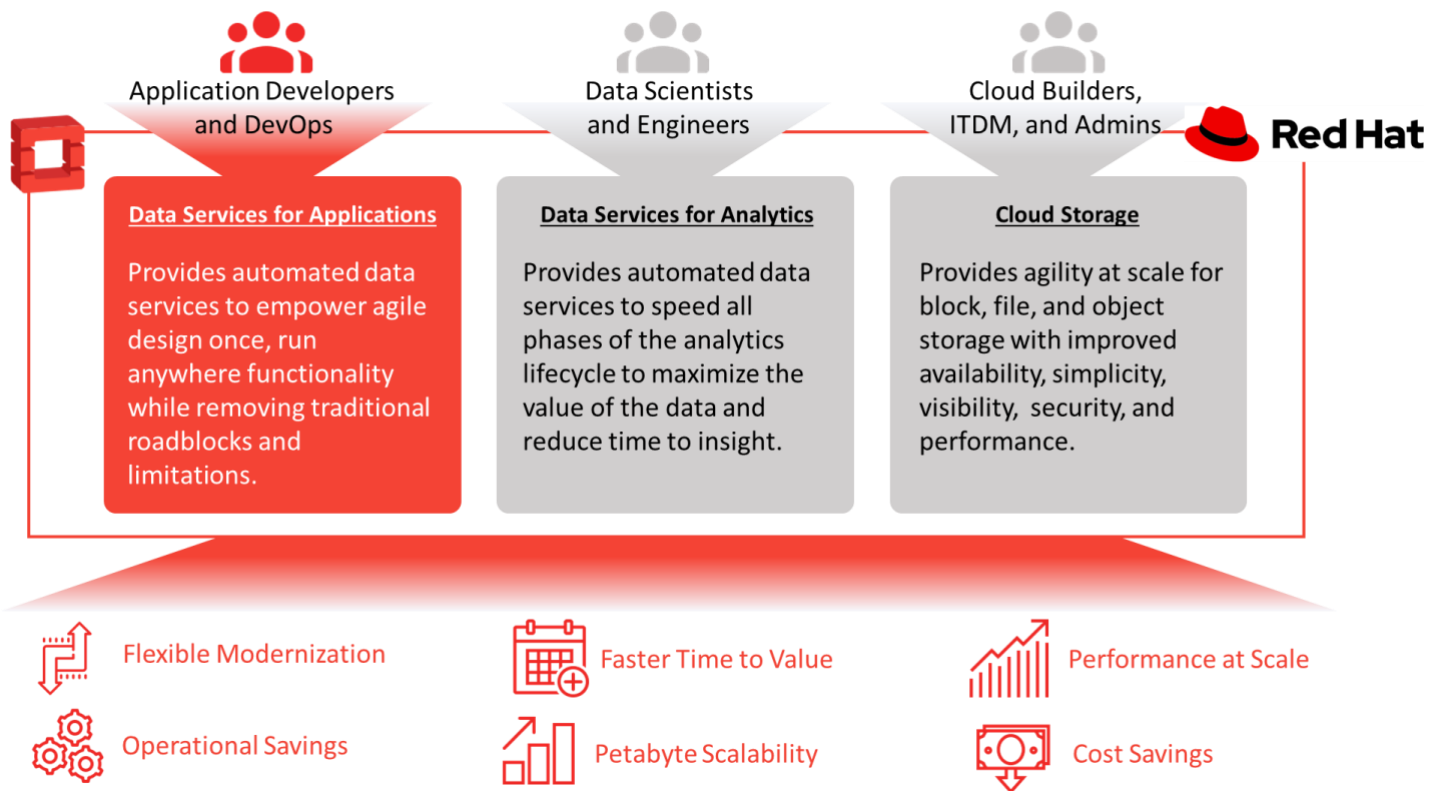 Application Developers
and DevOps
Data Scientists
and Engineers
Cloud Builders,
ITDM, and Admins
Red Hat
Data Services for Applications
Provides automated data
services to empower agile
design once, run
anywhere functionality
while removing traditional
roadblocks and
limitations.
Data Services for Analytics
Provides automated data
services to speed all
phases of the analytics
lifecycle to maximize the
value of the data and
reduce time to insight.
Cloud Storage
Provides agility at scale for
block, file, and object
storage with improved
availability, simplicity,
visibility, security, and
performance.
Flexible Modernization
Faster Time to Value
Performance at Scale
Operational Savings
Petabyte Scalability
Cost Savings